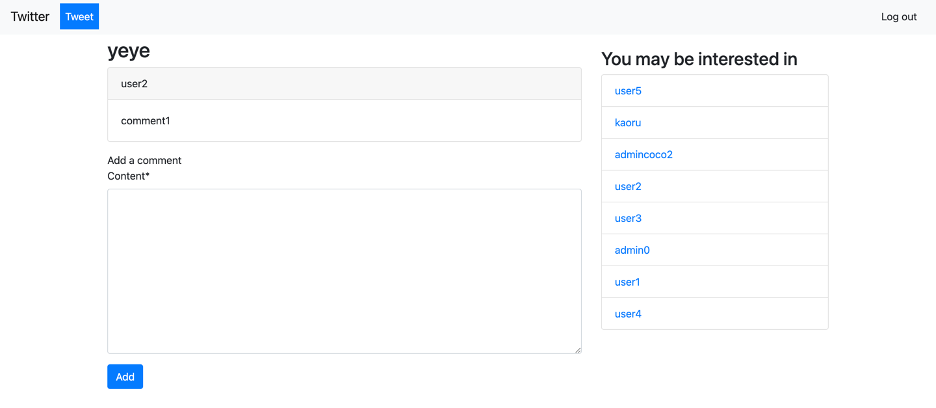 Twitter Tweet Log out
yeye
user2
comment1
Add a comment
Content*
Add
You may be interested in
user5
kaoru
admincoco2
user2
user3
admin0
user1
user4